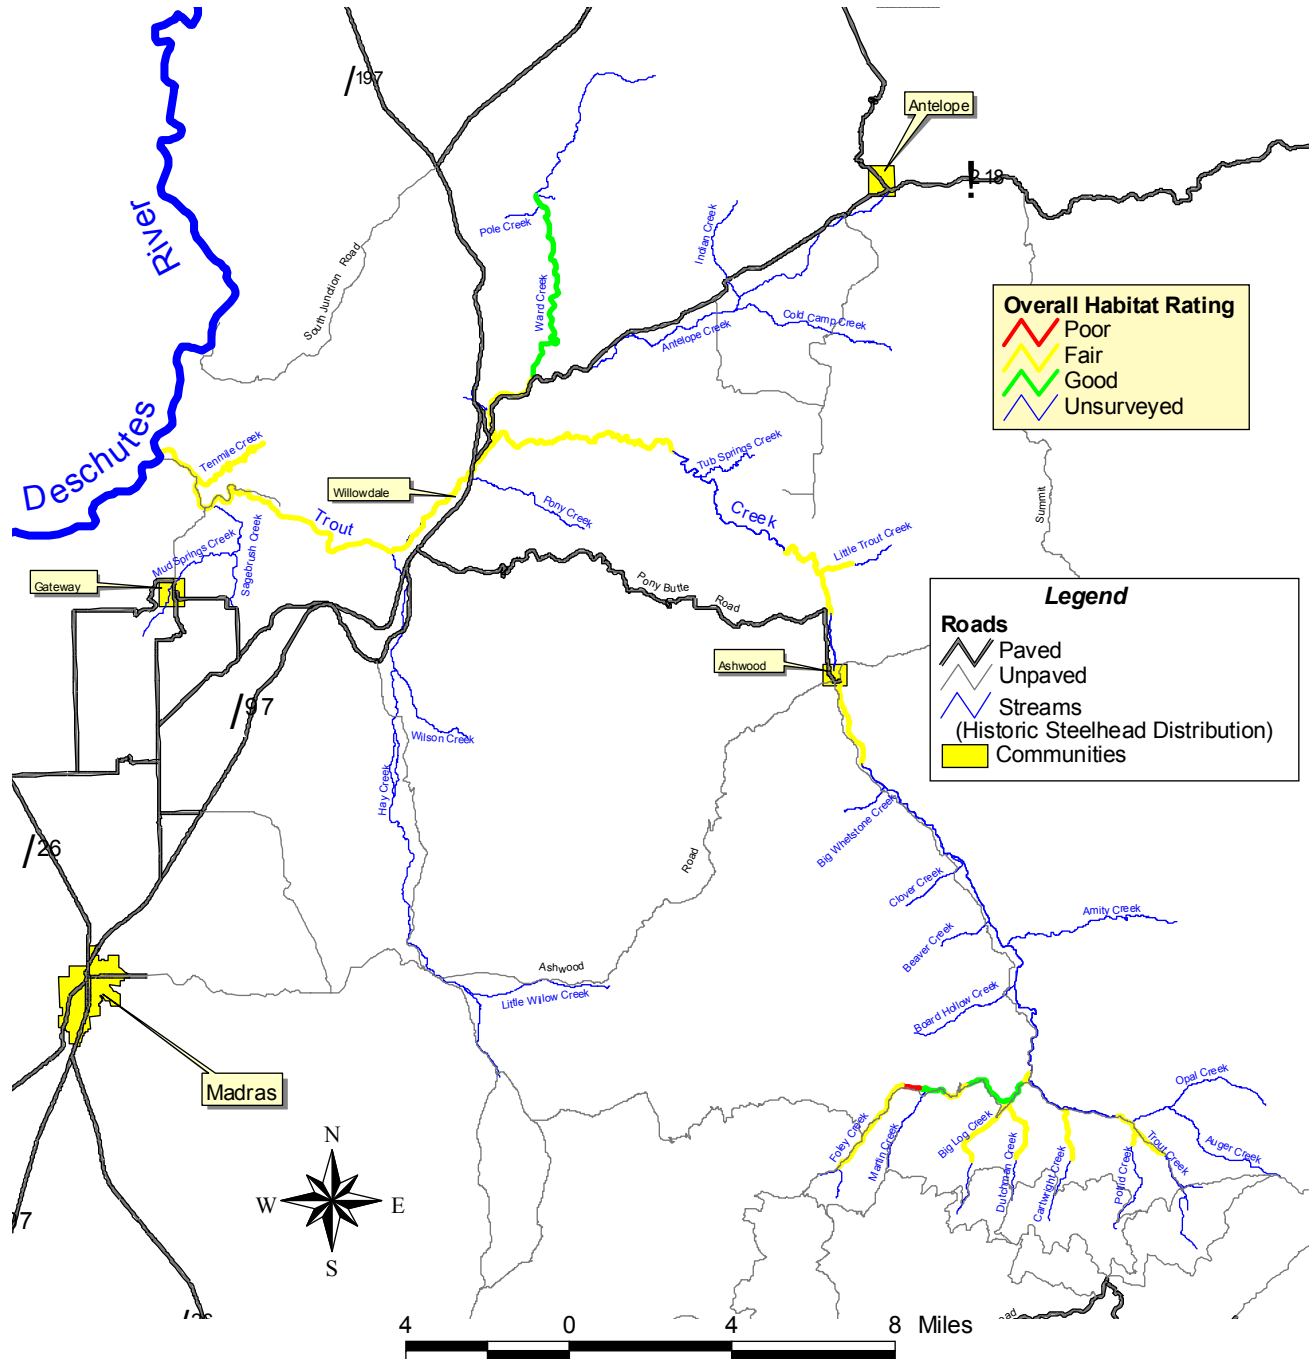 197
Antelope
218
River
Pole Creek
Indian Creek
South Junction Road
Ward Creek
Cold Camp Creek
Antelope Creek
Overall Habitat Rating
Poor
Fair
Good
Unsurveyed
Deschutes
Tenmile Creek
Tub Springs Creek
Willowdale
Trout
Pony Creek
Creek
Summit
Mud Springs Creek
Sagebrush Creek
Little Trout Creek
Gateway
Pony Butte
Road
Legend
Roads
Paved
Unpaved
Streams
(Historic Steelhead Distribution)
Communities
Ashwood
97
Wilson Creek
Hay Creek
26
Big Whetstone Creek
Road
Clover Creek
Amity Creek
Beaver Creek
Ashwood
Little Willow Creek
Board Hollow Creek
Madras
Opal Creek
Foley Creek
Martin Creek
Big Log Creek
Dutchman Creek
Cartwright Creek
Potlid Creek
Trout Creek
Auger Creek
N
W
E
S
7
26
4
0
4
8 Miles